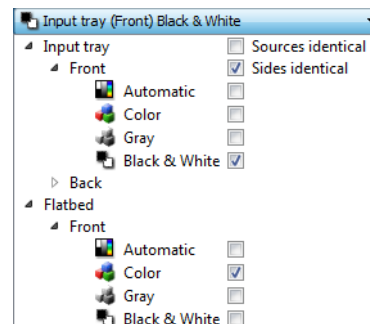 Input tray (Front) Black & White
Input tray Sources identical
Front Sides identical
Automatic
Color
Gray
Black & White
Back
Flatbed
Front
Automatic
Color
Gray
Black & White